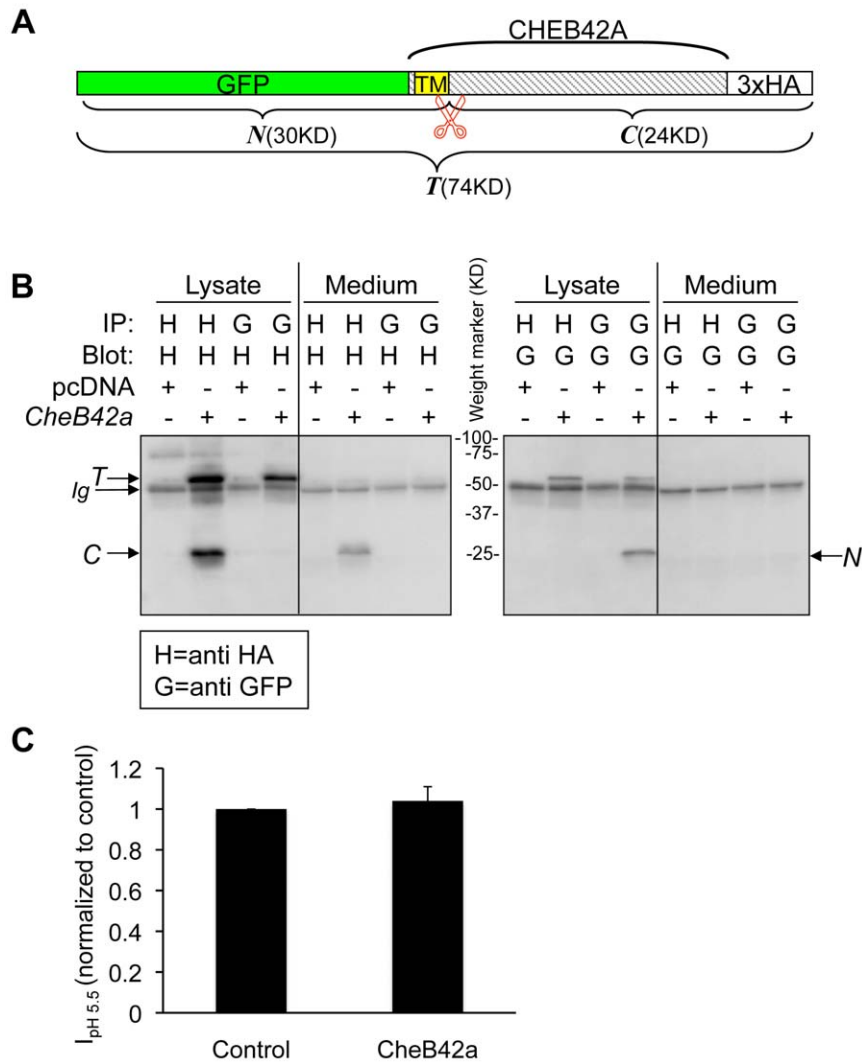 A
CHEB42A
GFP TM 3xHA
N(30KD) C(24KD)
T(74KD)
B
Lysate Medium Weight marker (KD) Lysate Medium
IP: H H G G H H G G H H G G H H G G
Blot: H H H H H H H H G G G G G G G G
pcDNA + - + - + - + - + - + - + - + -
CheB42a - + - + - + - + - + - + - + - +
-100-
-75-
T
Ig
-50-
-37-
C -25- N
H=anti HA
G=anti GFP
C
IpH 5.5 (normalized to control)
1.2
1
0.8
0.6
0.4
0.2
0
Control CheB42a